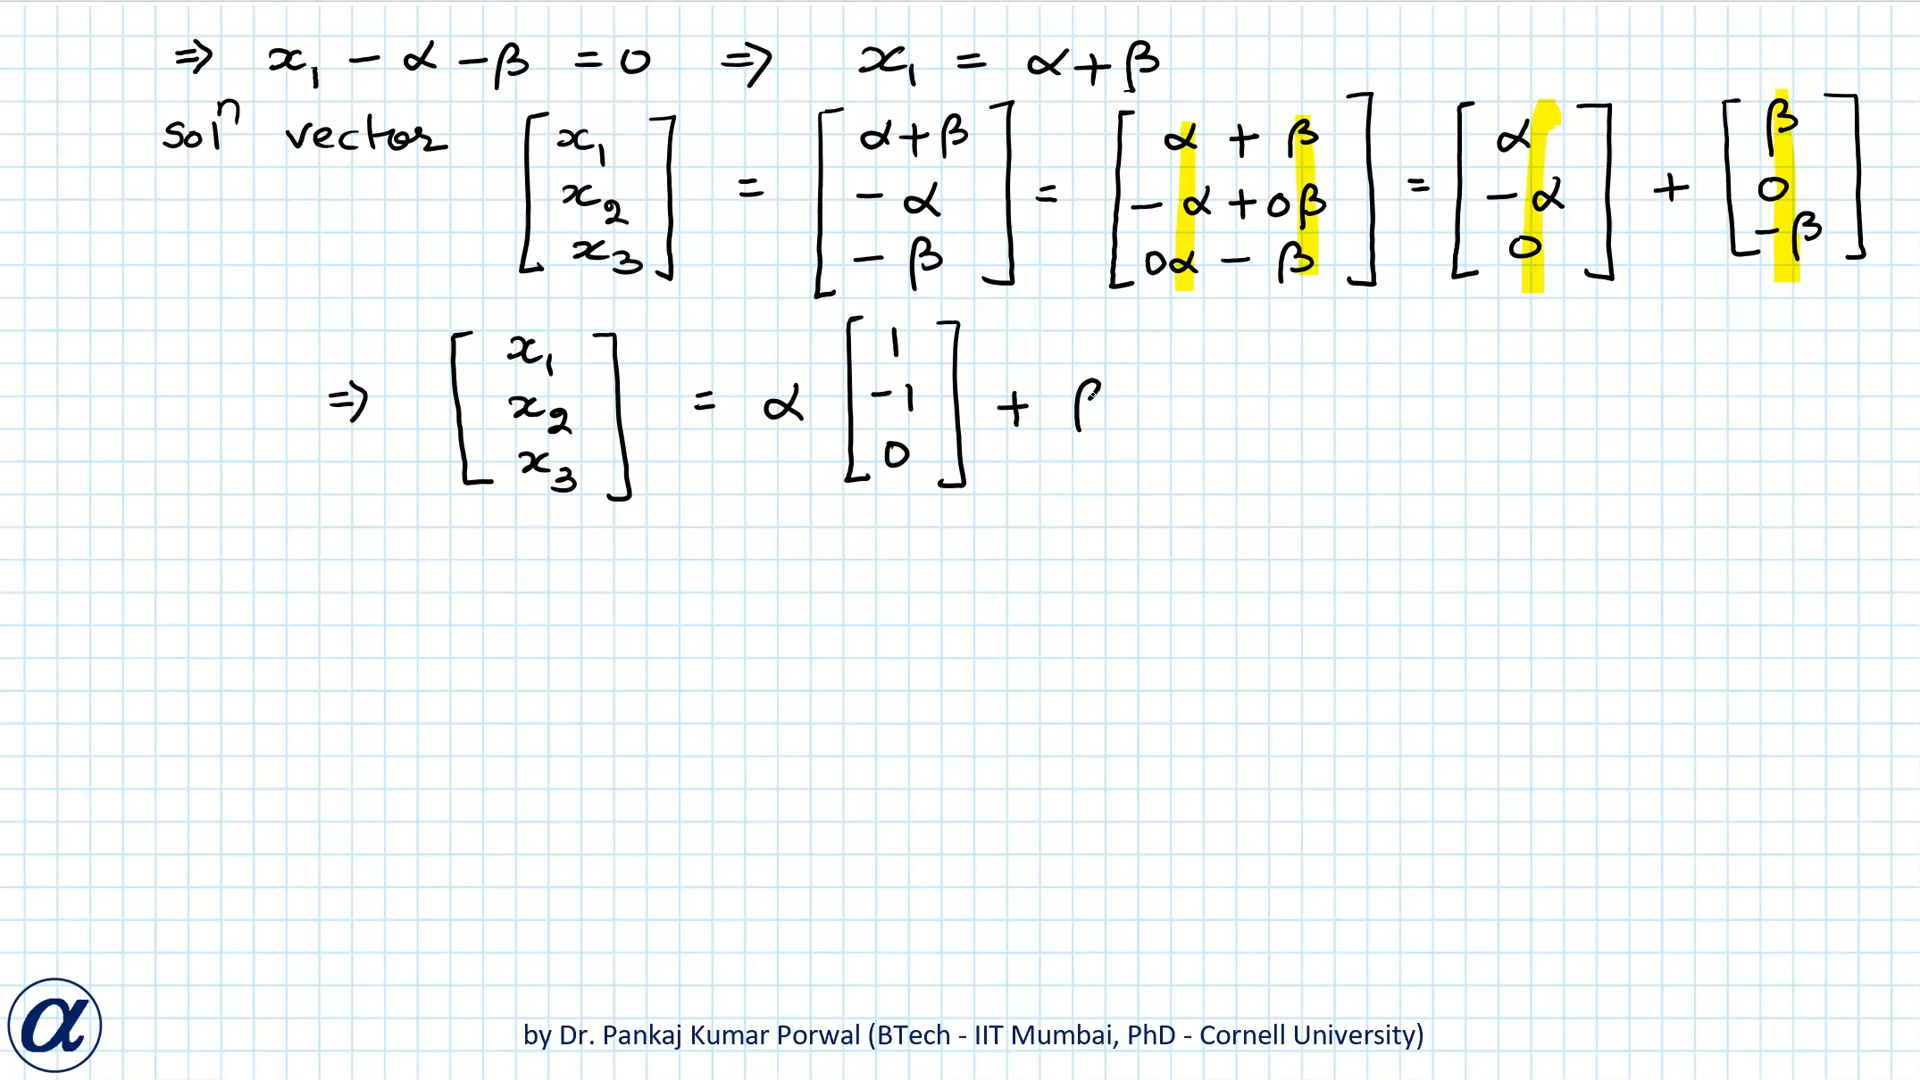 ⇒ x₁ − α − β = 0 ⇒ x₁ = α + β
solⁿ vector [x₁ x₂ x₃] = [α+β −α −β] = [α + β −α + 0β 0α − β] = [α −α 0] + [β 0 −β]
⇒ [x₁ x₂ x₃] = α [1 −1 0] + β
α
by Dr. Pankaj Kumar Porwal (BTech - IIT Mumbai, PhD - Cornell University)